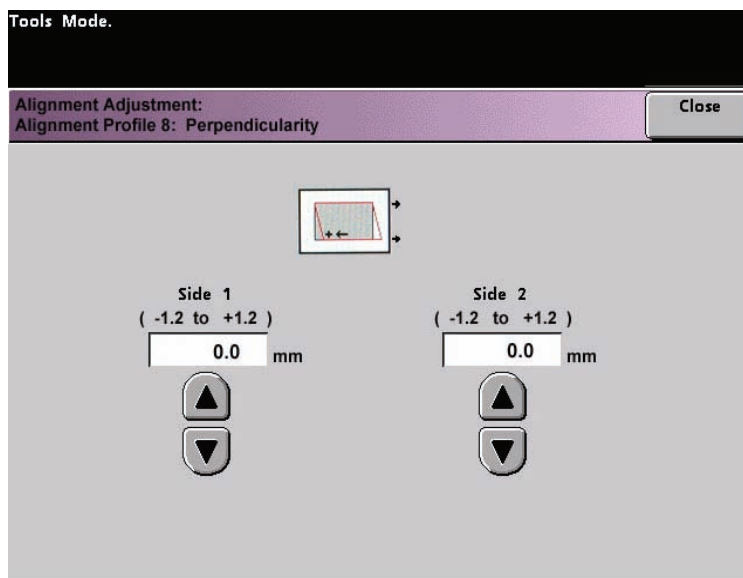 Tools Mode.
Alignment Adjustment:
Close
Alignment Profile 8: Perpendicularity
+
Side 1
Side 2
( -1.2 to +1.2 )
( -1.2 to +1.2 )
0.0 mm
0.0 mm